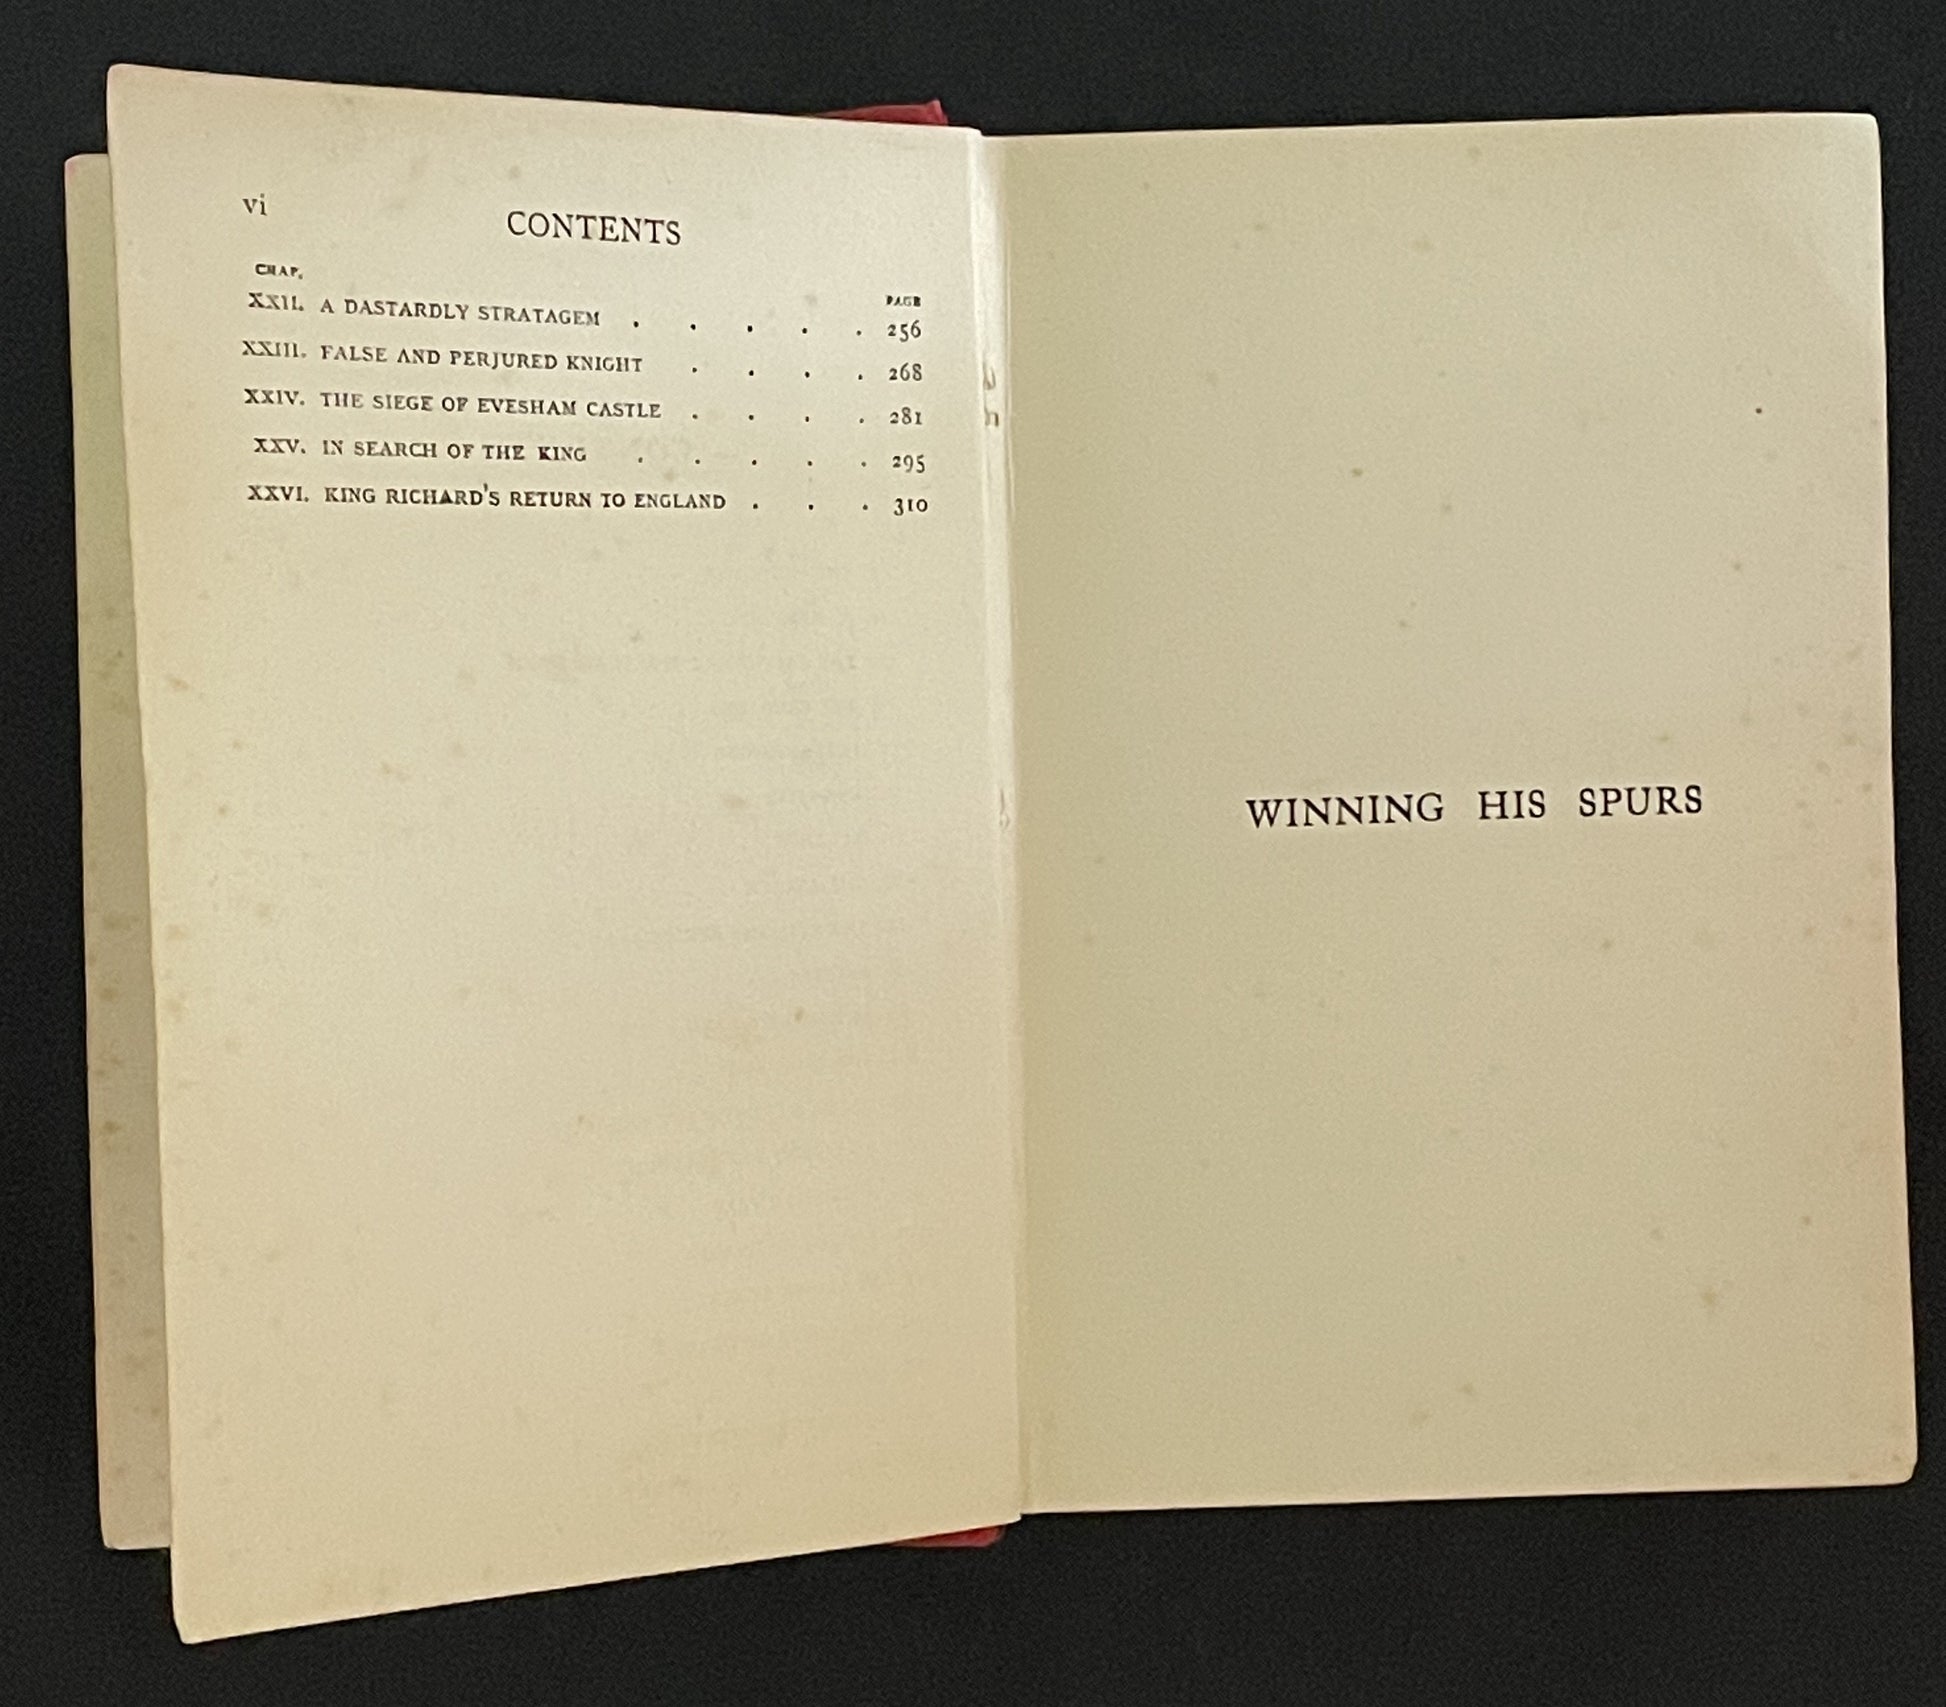 vi
CONTENTS
CHAP.
PAGE
XXII. A DASTARDLY STRATAGEM . . . . . 256
XXIII. FALSE AND PERJURED KNIGHT . . . . 268
XXIV. THE SIEGE OF EVESHAM CASTLE . . . . 281
XXV. IN SEARCH OF THE KING . . . . . 295
XXVI. KING RICHARD'S RETURN TO ENGLAND . . . 310
WINNING HIS SPURS